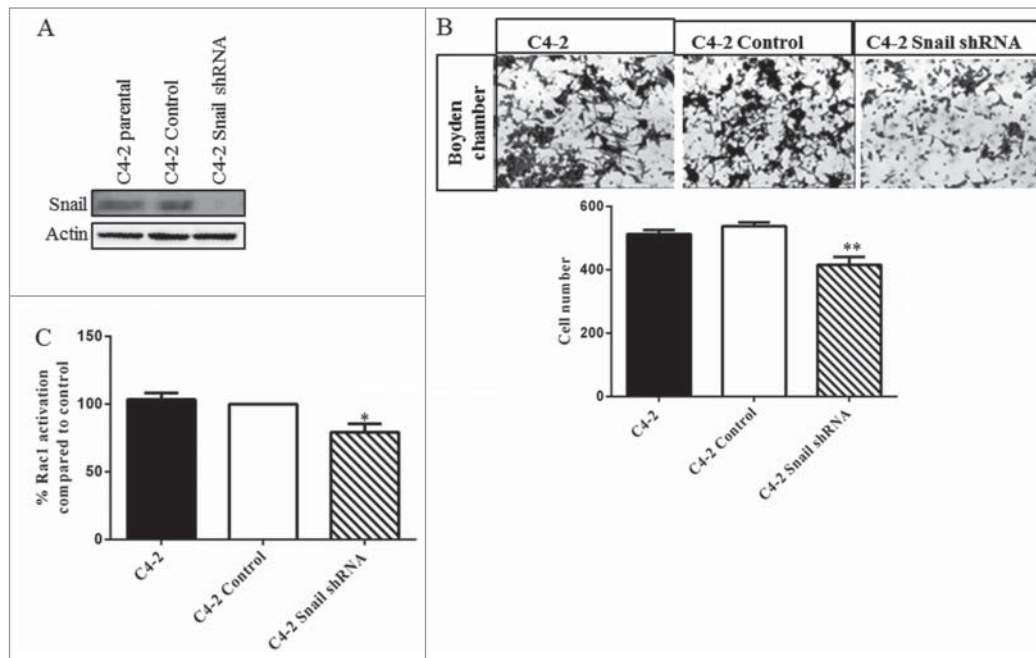 A
C4-2 parental
C4-2 Control
C4-2 Snail shRNA
Snail
Actin
B
C4-2
C4-2 Control
C4-2 Snail shRNA
Boyden
chamber
600
400
200
0
Cell number
**
C4-2
C4-2 Control
C4-2 Snail shRNA
C
150
100
50
0
% Rac1 activation
compared to control
*
C4-2
C4-2 Control
C4-2 Snail shRNA